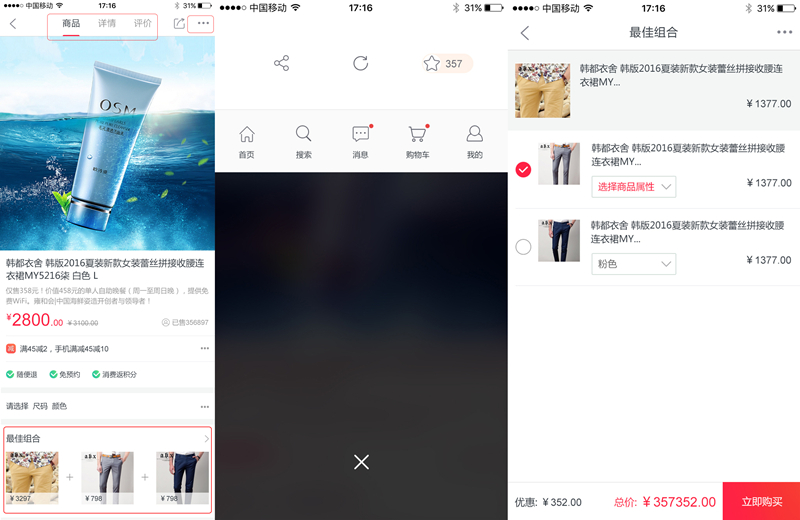 中国移动
17:16
31%
商品
详情
评价
OSM
韩都衣舍 韩版2016夏装新款女装蕾丝拼接收腰连
衣裙MY5216柒 白色 L
仅售358元！价值458元的单人自助晚餐（周一至周日晚），提供免
费WiFi。雍和会|中国海鲜姿造开创者与领导者！
¥2800.00 ¥3100.00
已售356897
减 满45减2，手机满减45减10
随便退
免预约
消费返积分
请选择 尺码 颜色
最佳组合
a.B.x
a.B.x
a.B.x
¥3297
+
¥798
+
¥798
中国移动
17:16
31%
357
首页
搜索
消息
购物车
我的
中国移动
17:16
31%
最佳组合
a.B.x
韩都衣舍 韩版2016夏装新款女装蕾丝拼接收腰连
衣裙MY...
¥1377.00
a.B.x
韩都衣舍 韩版2016夏装新款女装蕾丝拼接收腰
连衣裙MY...
选择商品属性
¥1377.00
a.B.x
韩都衣舍 韩版2016夏装新款女装蕾丝拼接收腰
连衣裙MY...
粉色
¥1377.00
优惠: ¥352.00
总价: ¥357352.00
立即购买